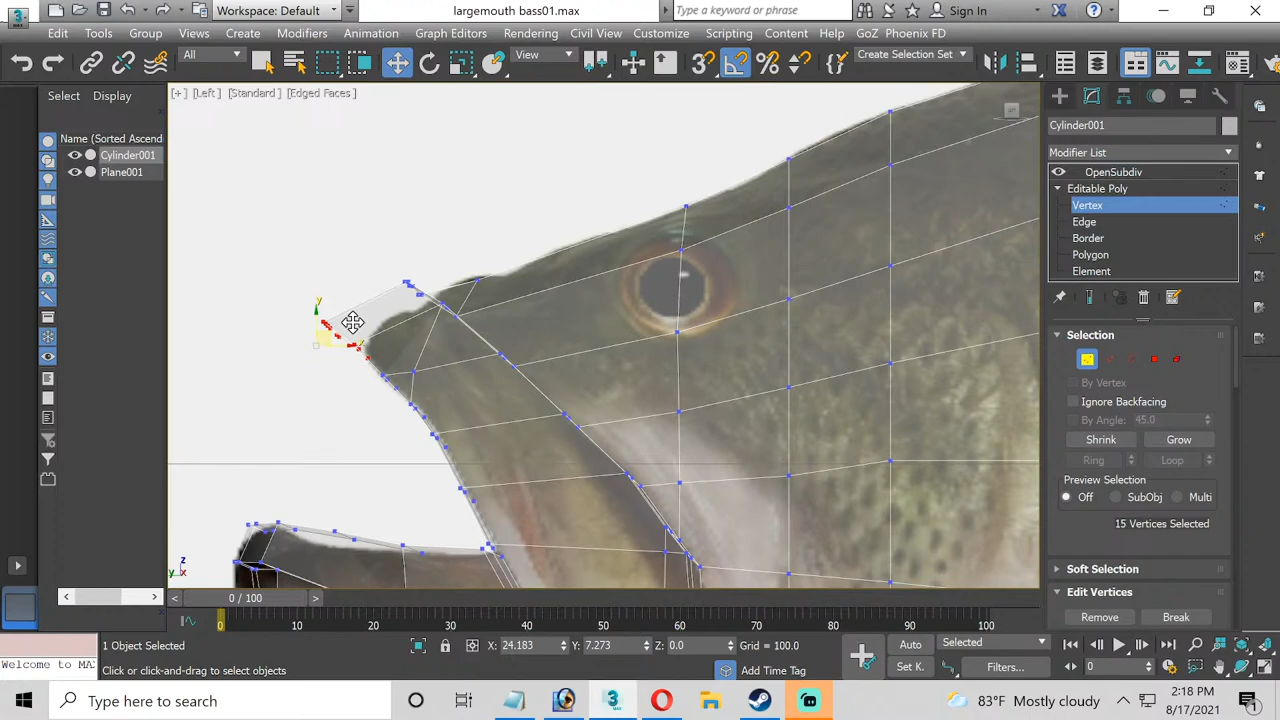 Workspace: Default
largemouth bass01.max
Type a keyword or phrase
Sign In
File Edit Tools Group Views Create Modifiers Animation Graph Editors Civil View Customize Scripting Content Help GoZ Phoenix FD
All
View
Create Selection Set
Select Display
Name (Sorted Ascend
Cylinder001
Plane001
[+] [Left] [Standard] [Edged Faces]
Cylinder001
Modifier List
OpenSubdiv
Editable Poly
Vertex
Edge
Border
Polygon
Element
Selection
By Vertex
Ignore Backfacing
By Angle: 45.0
Shrink Grow
Ring Loop
Preview Selection
Off SubObj Multi
15 Vertices Selected
Soft Selection
Edit Vertices
Remove Break
y
x
z
y x
0 / 100
0 10 20 30 40 50 60 70 80 90 100
1 Object Selected
X: 24.183 Y: 7.273 Z: 0.0 Grid = 100.0
Auto Selected
Welcome to MA
Click or click-and-drag to select objects
Add Time Tag
Set K. Filters...
0
Type here to search
83°F Mostly cloudy
2:18 PM
8/17/2021